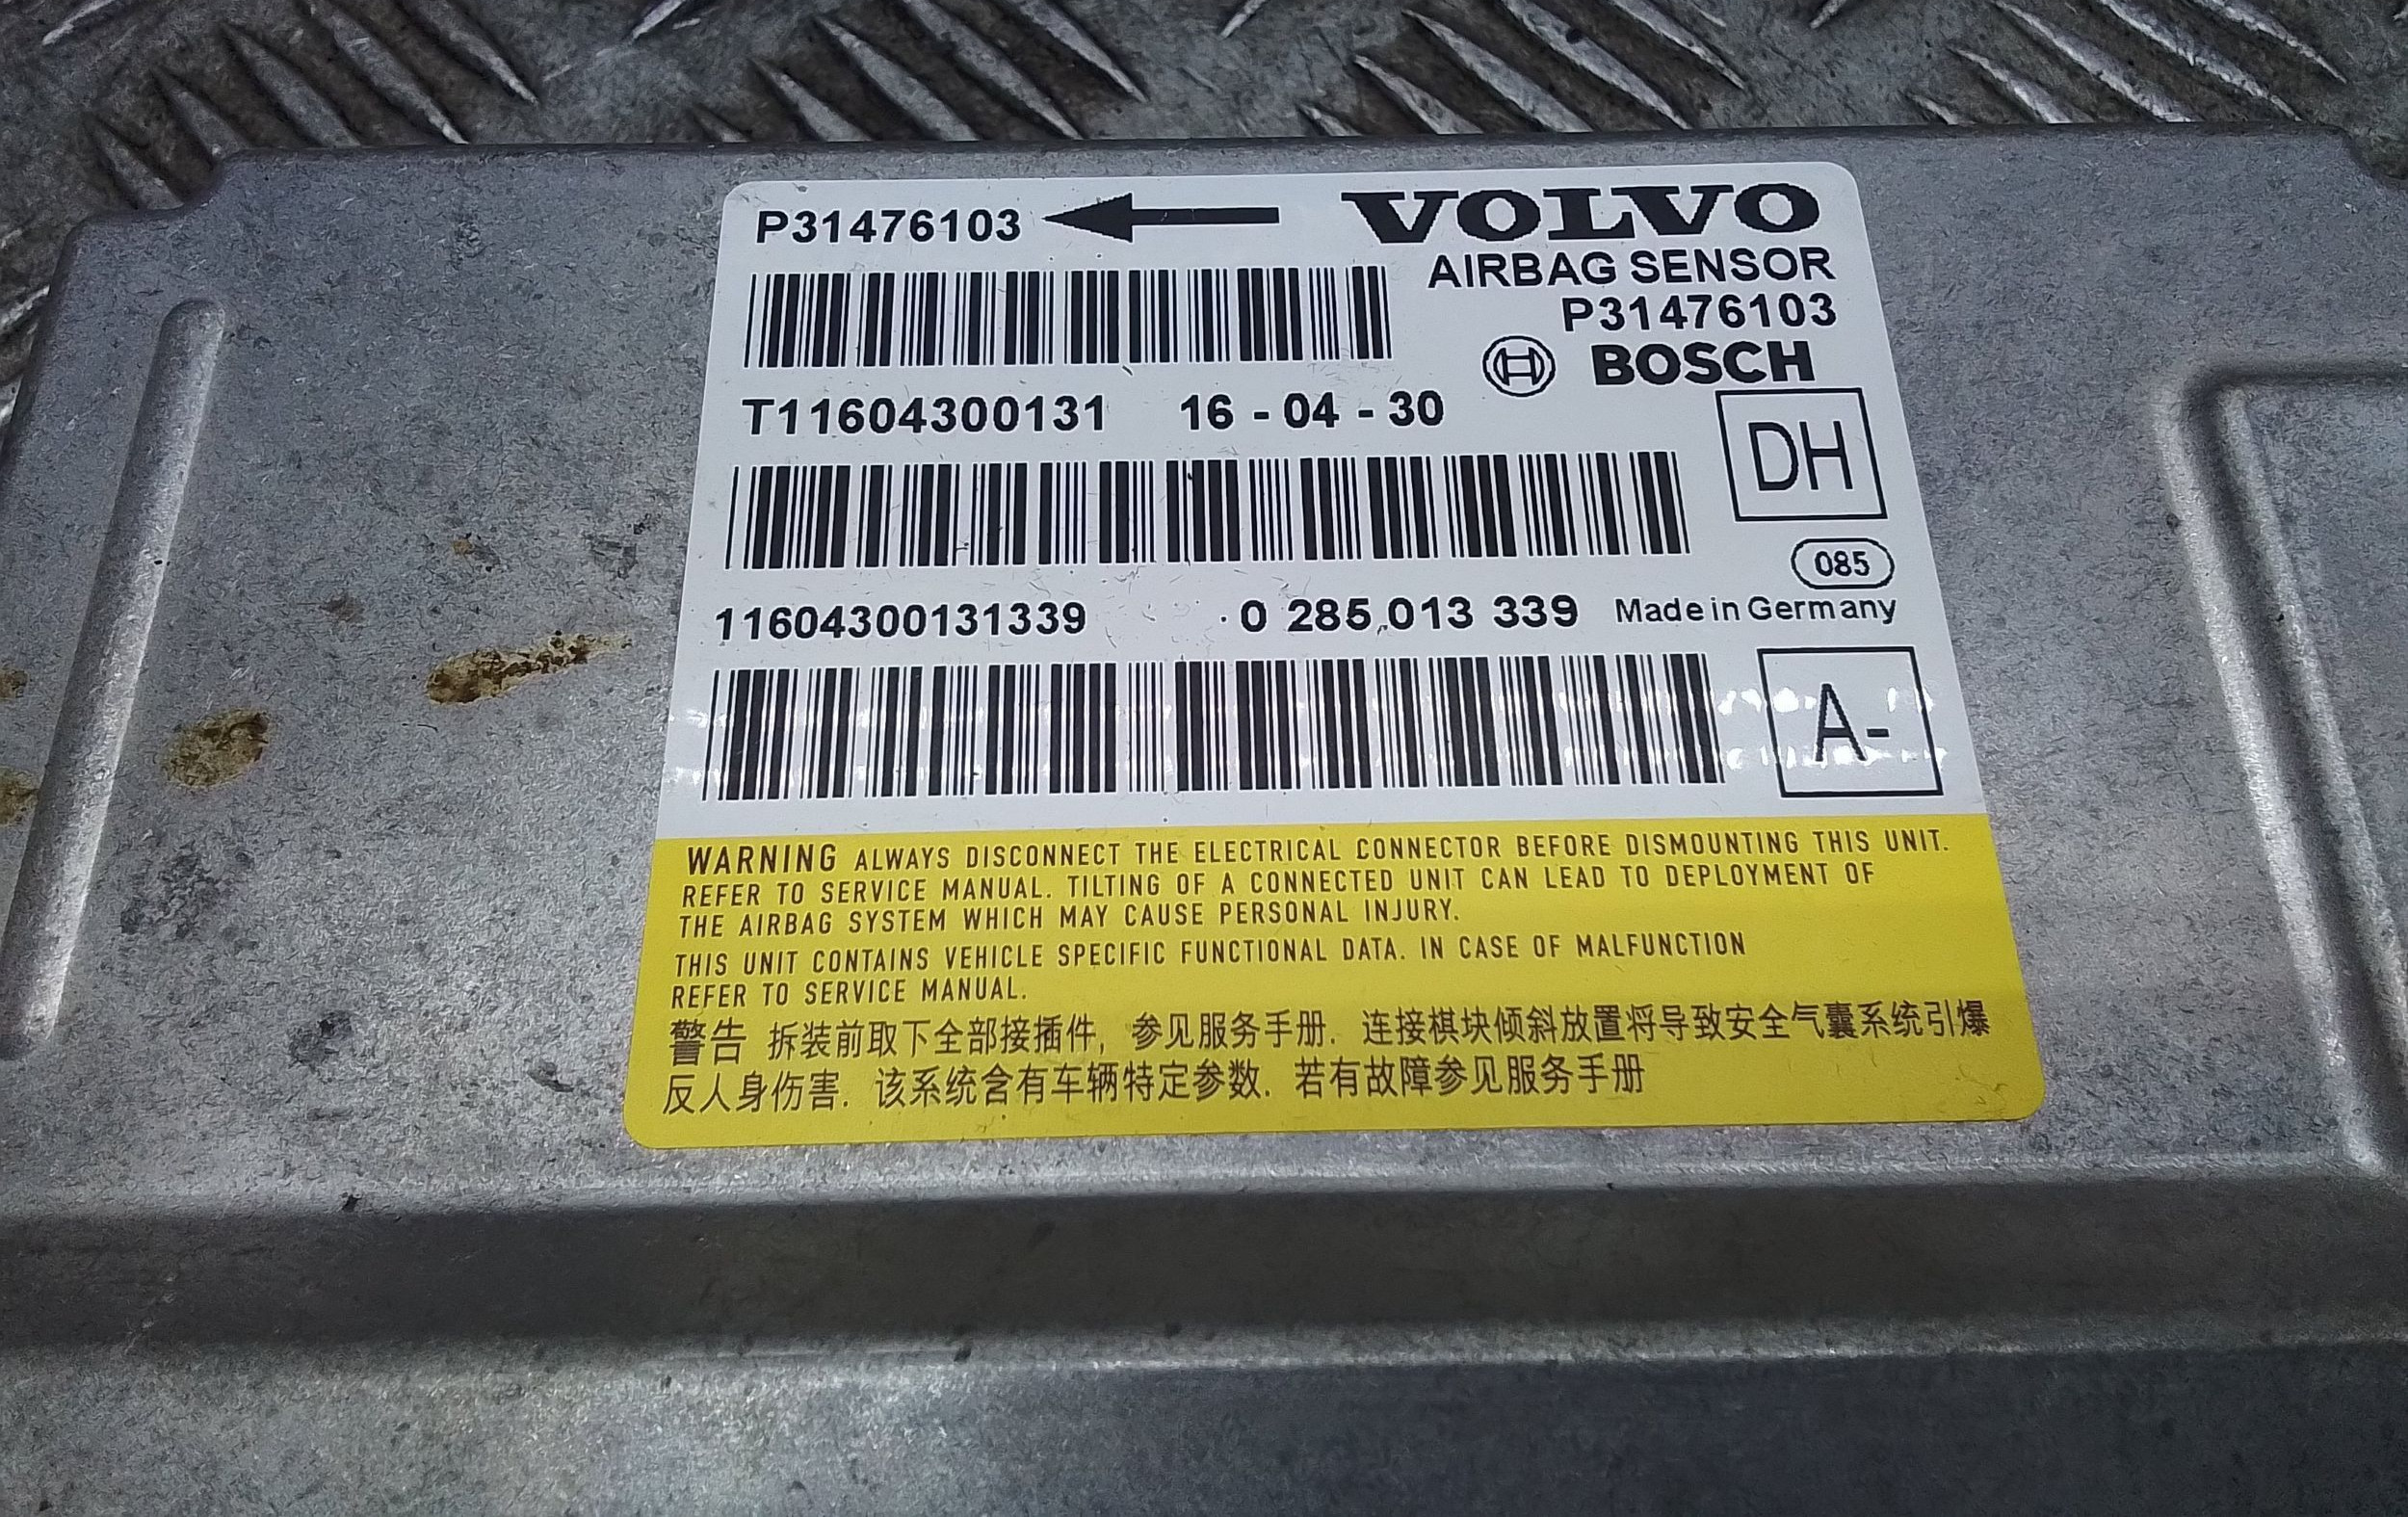 P31476103
VOLVO
AIRBAG SENSOR
P31476103
BOSCH
T11604300131 16 - 04 - 30
DH
085
11604300131339 0 285 013 339 Made in Germany
A-
WARNING ALWAYS DISCONNECT THE ELECTRICAL CONNECTOR BEFORE DISMOUNTING THIS UNIT.
REFER TO SERVICE MANUAL. TILTING OF A CONNECTED UNIT CAN LEAD TO DEPLOYMENT OF
THE AIRBAG SYSTEM WHICH MAY CAUSE PERSONAL INJURY.
THIS UNIT CONTAINS VEHICLE SPECIFIC FUNCTIONAL DATA. IN CASE OF MALFUNCTION
REFER TO SERVICE MANUAL.
警告 拆装前取下全部接插件, 参见服务手册. 连接棋块倾斜放置将导致安全气囊系统引爆
反人身伤害. 该系统含有车辆特定参数. 若有故障参见服务手册